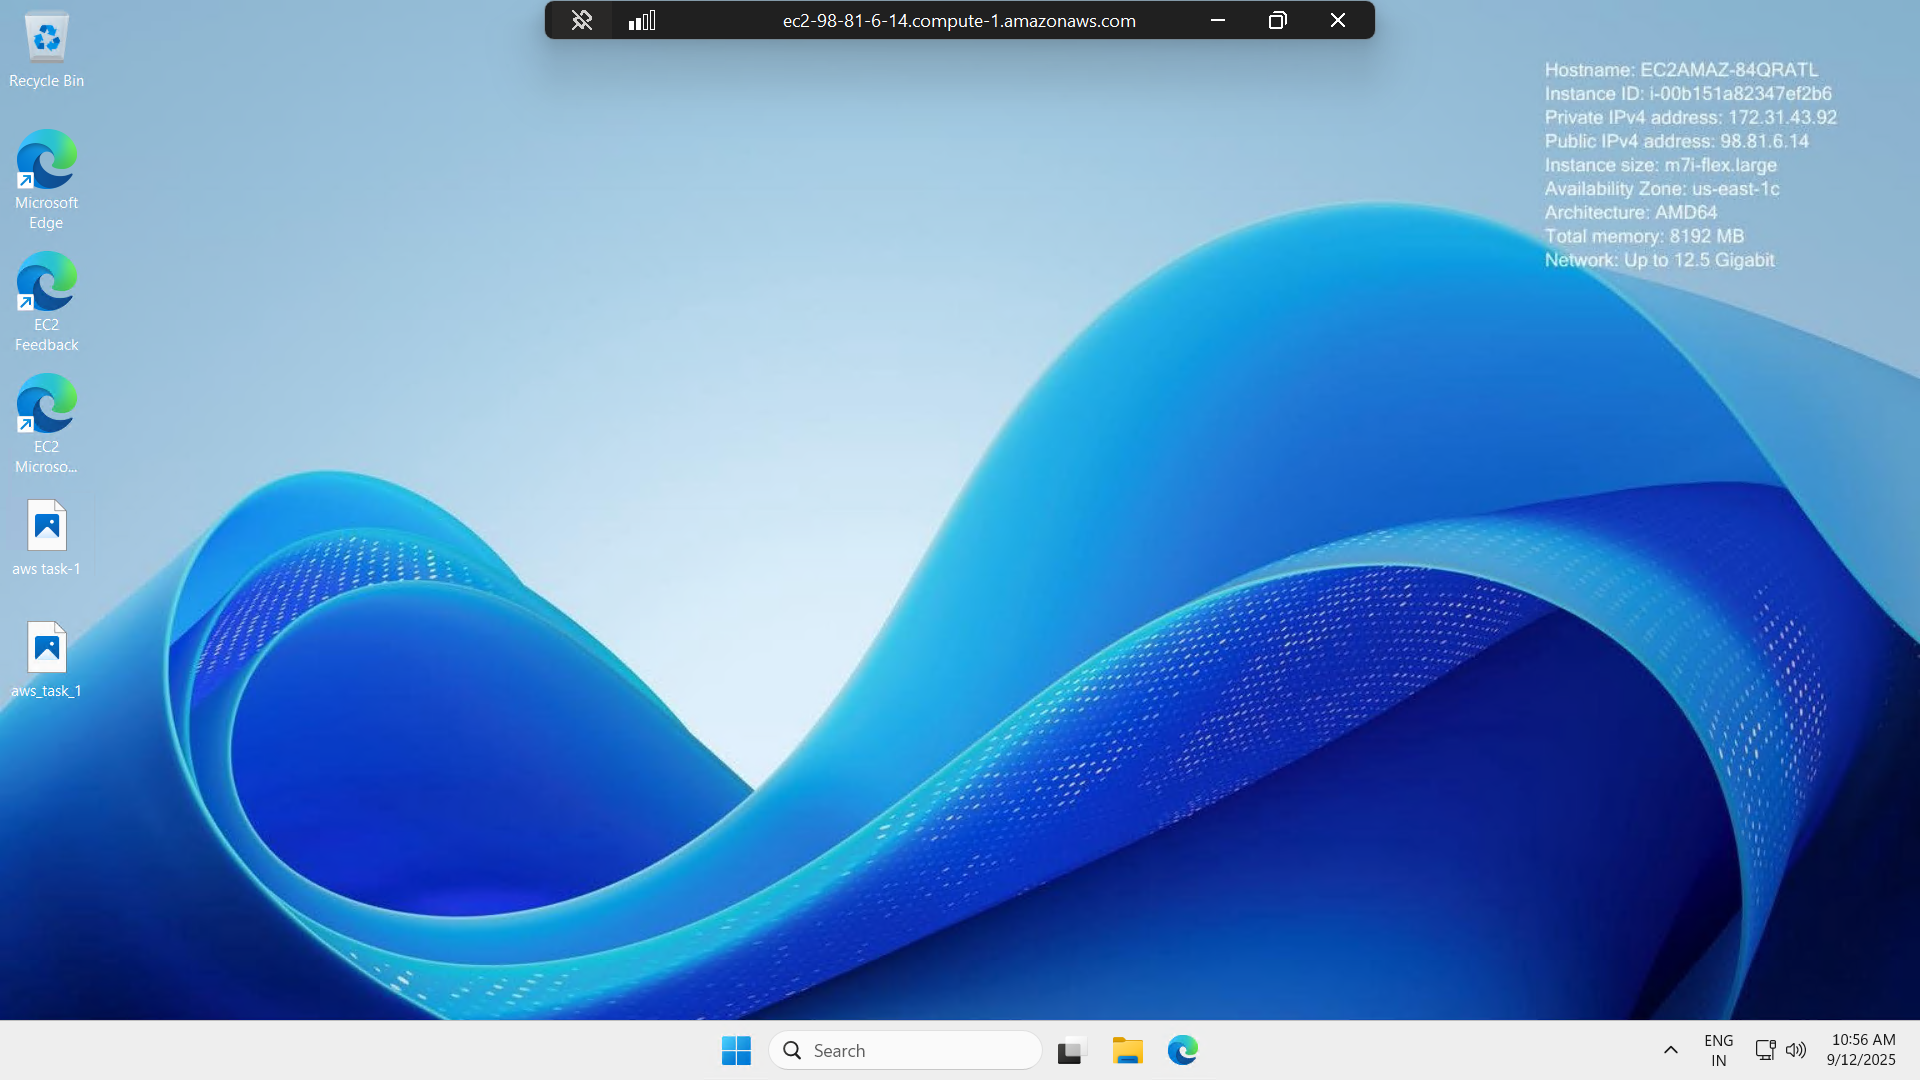 ec2-98-81-6-14.compute-1.amazonaws.com
Recycle Bin
Microsoft
Edge
EC2
Feedback
EC2
Microso...
aws task-1
aws_task_1
Hostname: EC2AMAZ-84QRATL
Instance ID: i-00b151a82347ef2b6
Private IPv4 address: 172.31.43.92
Public IPv4 address: 98.81.6.14
Instance size: m7i-flex.large
Availability Zone: us-east-1c
Architecture: AMD64
Total memory: 8192 MB
Network: Up to 12.5 Gigabit
Search
ENG
IN
10:56 AM
9/12/2025